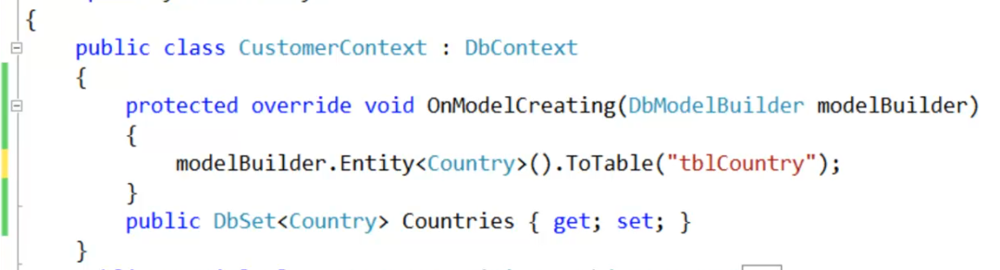 {
public class CustomerContext : DbContext
{
protected override void OnModelCreating(DbModelBuilder modelBuilder)
{
modelBuilder.Entity<Country>().ToTable("tblCountry");
}
public DbSet<Country> Countries { get; set; }
}